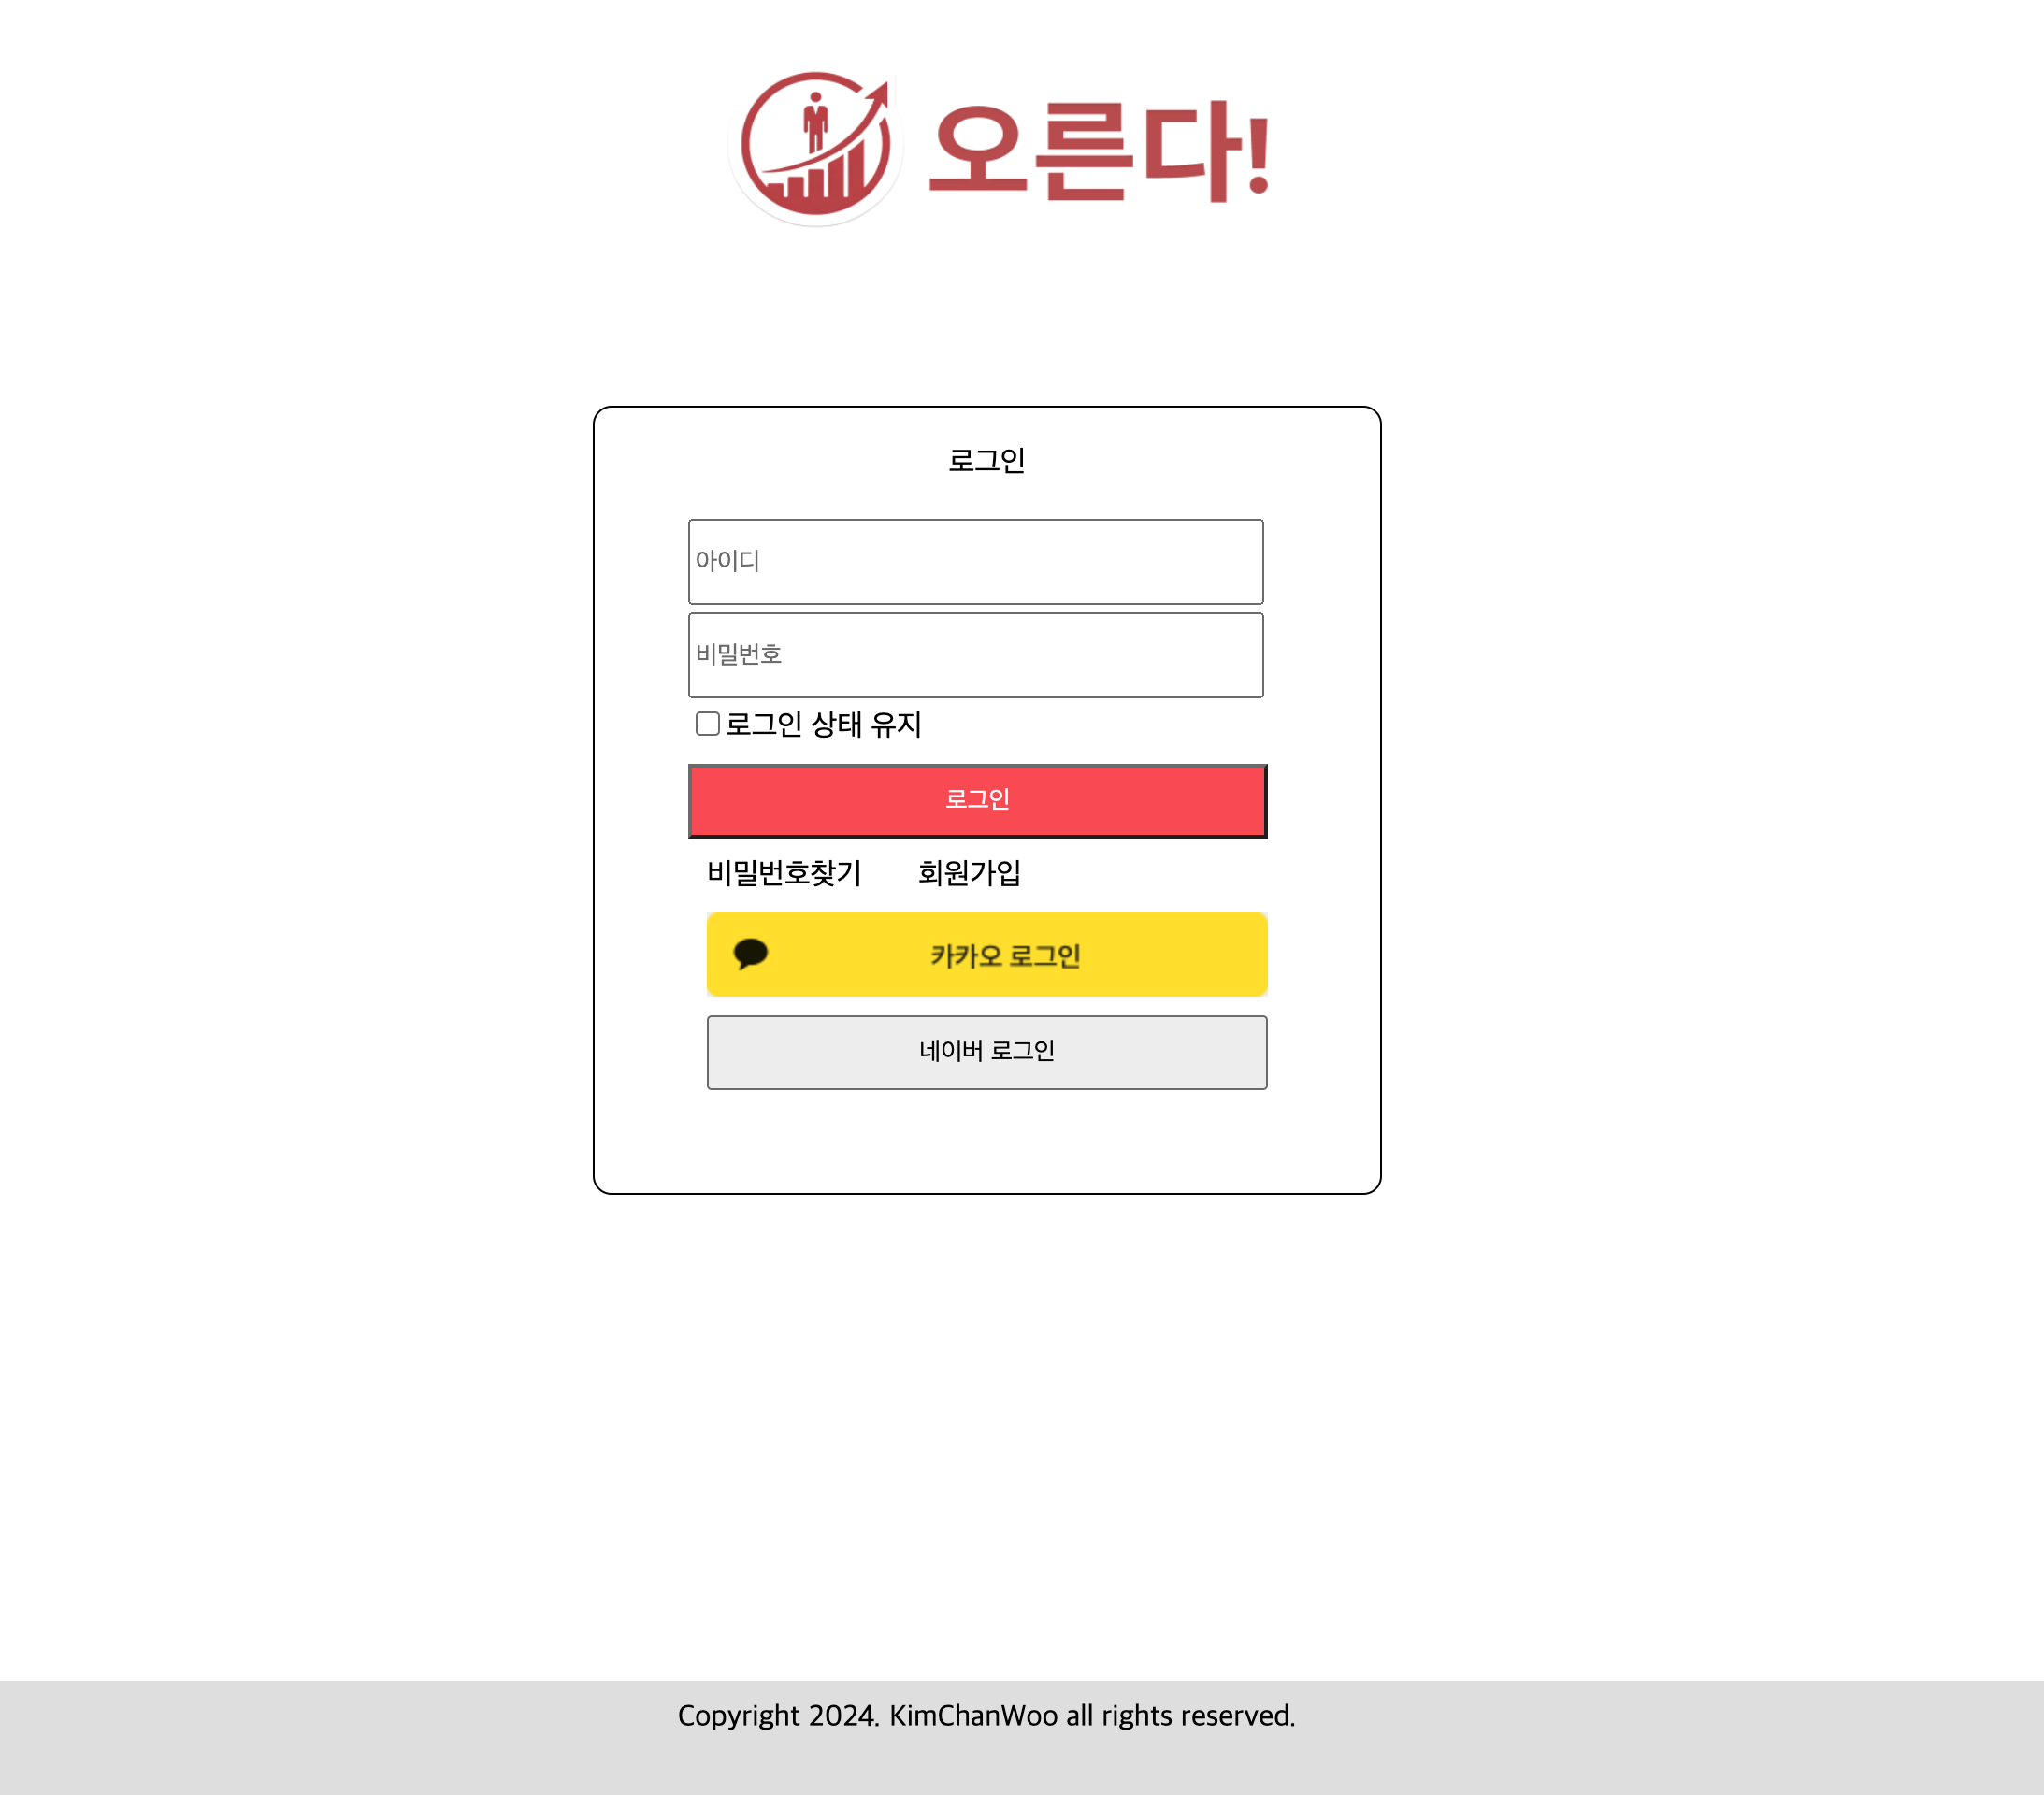 오른다!
로그인
아이디
비밀번호
로그인 상태 유지
로그인
비밀번호찾기 회원가입
카카오 로그인
네이버 로그인
Copyright 2024. KimChanWoo all rights reserved.